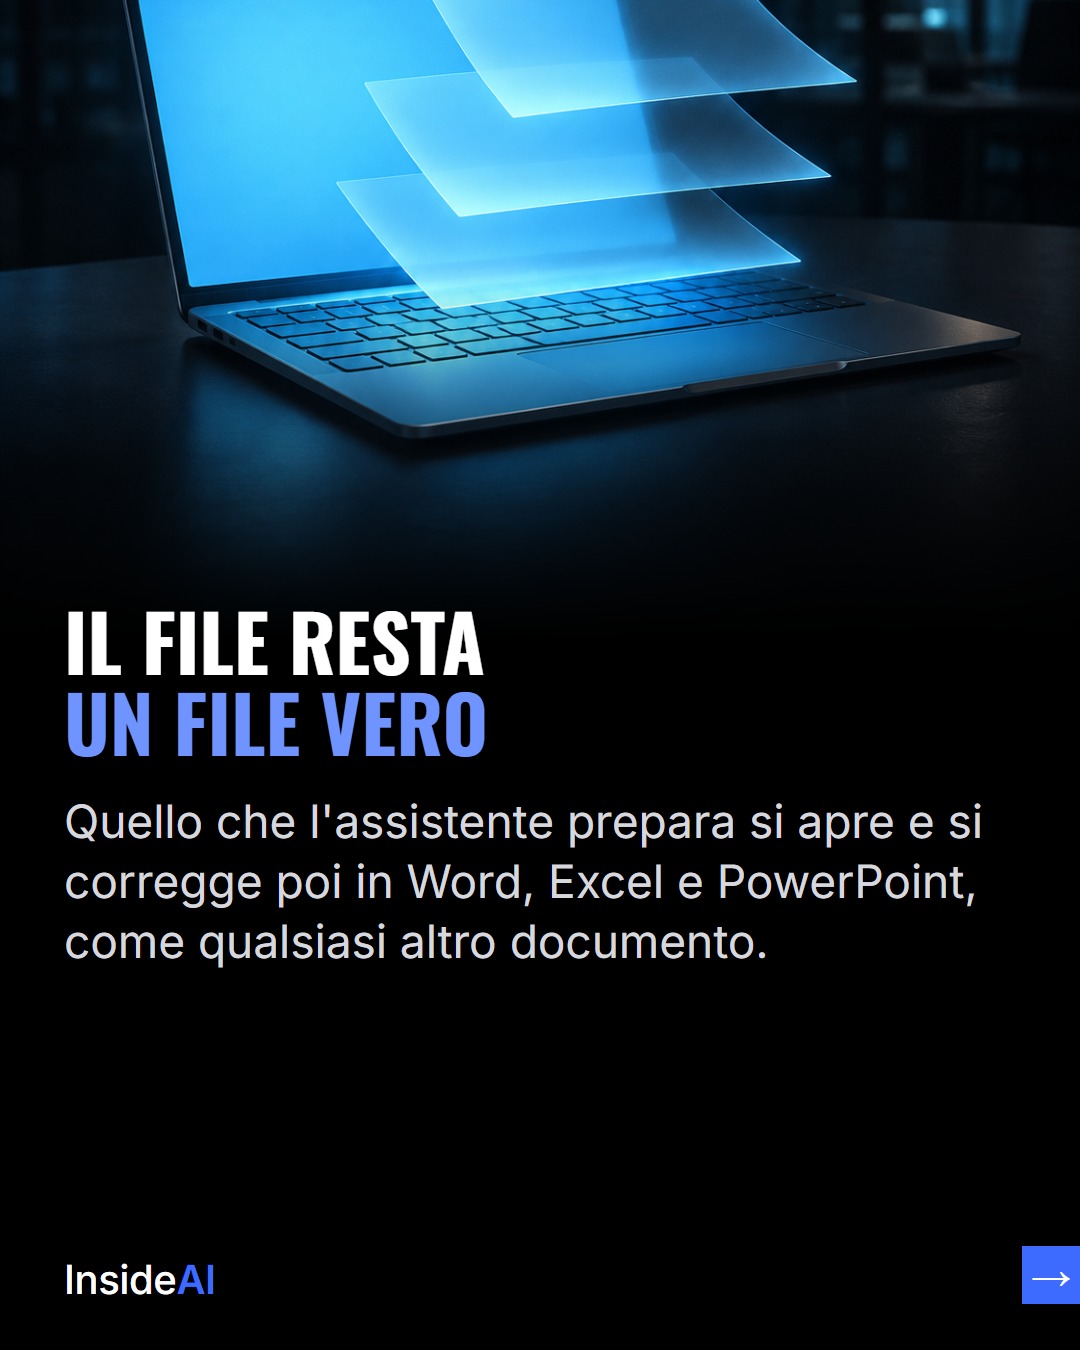 IL FILE RESTA
UN FILE VERO
Quello che l'assistente prepara si apre e si
corregge poi in Word, Excel e PowerPoint,
come qualsiasi altro documento.
InsideAI
→